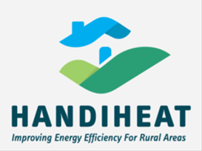 HANDIHEAT
Improving Energy Efficiency For Rural Areas